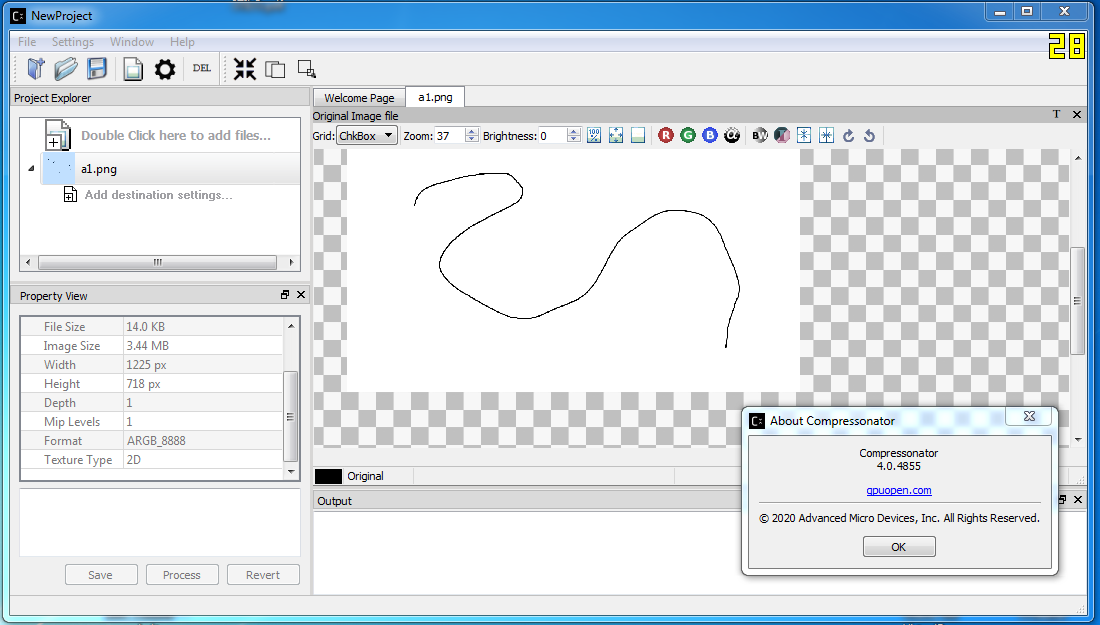 NewProject
File Settings Window Help
28
DEL
Project Explorer
Double Click here to add files...
a1.png
Add destination settings...
Property View
File Size 14.0 KB
Image Size 3.44 MB
Width 1225 px
Height 718 px
Depth 1
Mip Levels 1
Format ARGB_8888
Texture Type 2D
Save Process Revert
Welcome Page a1.png
Original Image file
Grid: ChkBox Zoom: 37 Brightness: 0 100% R G B α BW
Original
Output
About Compressonator
Compressonator
4.0.4855
gpuopen.com
© 2020 Advanced Micro Devices, Inc. All Rights Reserved.
OK